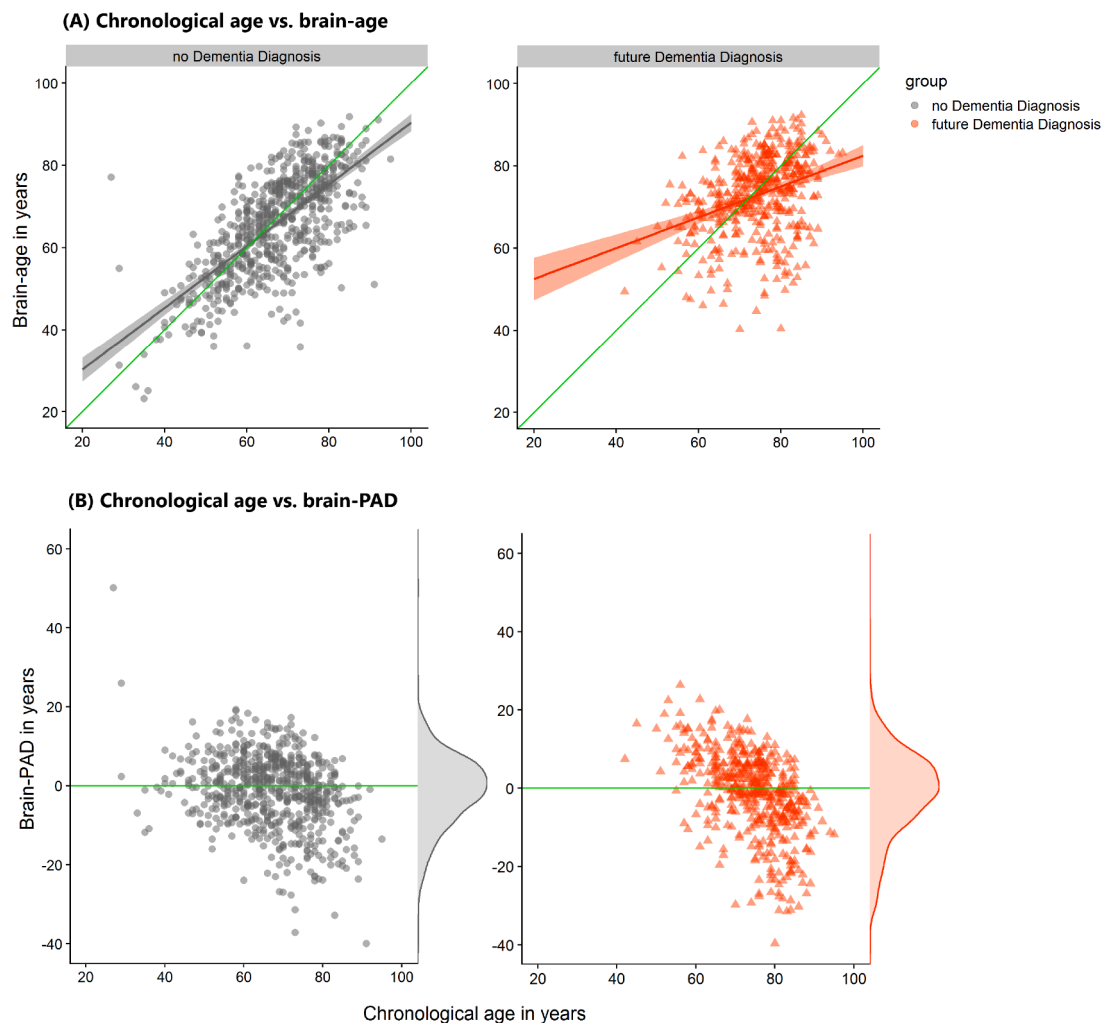 (A) Chronological age vs. brain-age
no Dementia Diagnosis
future Dementia Diagnosis
group
no Dementia Diagnosis
future Dementia Diagnosis
Brain-age in years
100
80
60
40
20
20 40 60 80 100
100
80
60
40
20
20 40 60 80 100
(B) Chronological age vs. brain-PAD
Brain-PAD in years
60
40
20
0
-20
-40
20 40 60 80 100
60
40
20
0
-20
-40
20 40 60 80 100
Chronological age in years